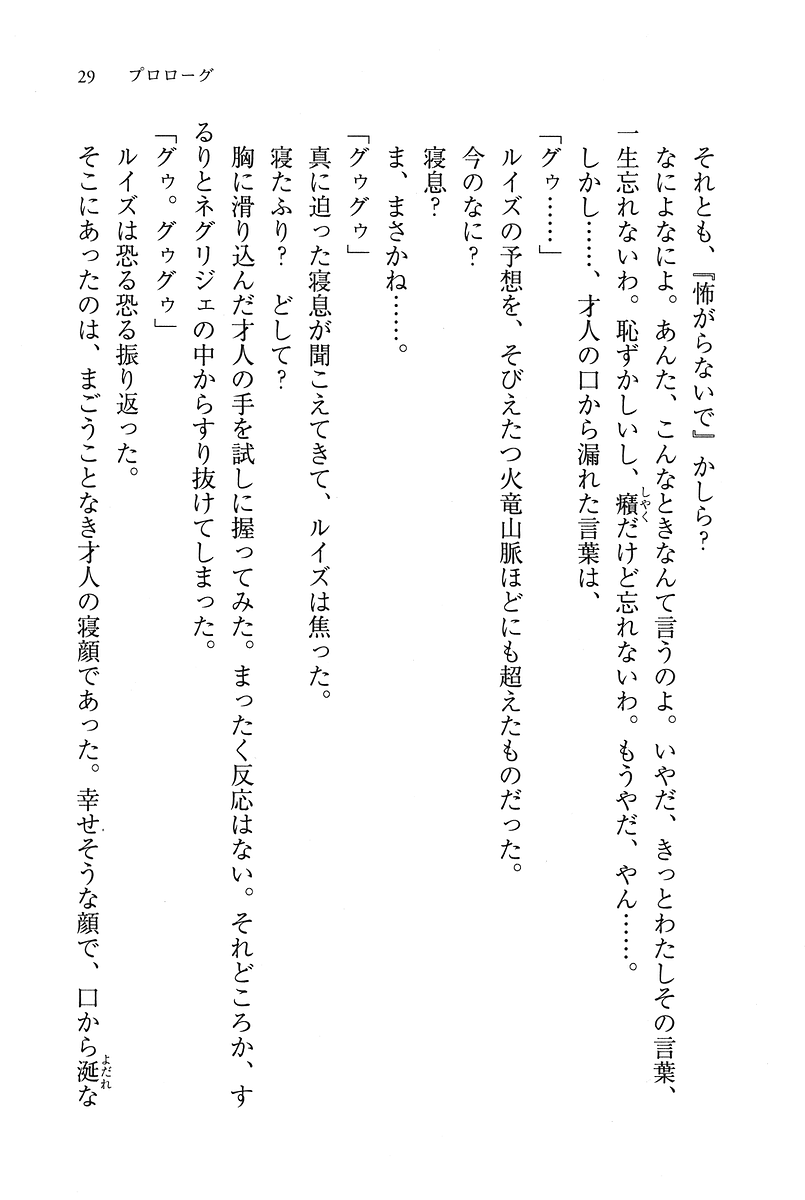 29　プロローグ
それとも、『怖がらないで』かしら？
なによなによ。あんた、こんなときなんて言うのよ。いやだ、きっとわたしその言葉、
一生忘れないわ。恥ずかしいし、癪だけど忘れないわ。もうやだ、やん……。
しかし……、才人の口から漏れた言葉は、
「グゥ……」
ルイズの予想を、そびえたつ火竜山脈ほどにも超えたものだった。
今のなに？
寝息？
ま、まさかね……。
「グゥグゥ」
真に迫った寝息が聞こえてきて、ルイズは焦った。
寝たふり？　どして？
胸に滑り込んだ才人の手を試しに握ってみた。まったく反応はない。それどころか、す
るりとネグリジェの中からすり抜けてしまった。
「グゥ。グゥグゥ」
ルイズは恐る恐る振り返った。
そこにあったのは、まごうことなき才人の寝顔であった。幸せそうな顔で、口から涎な